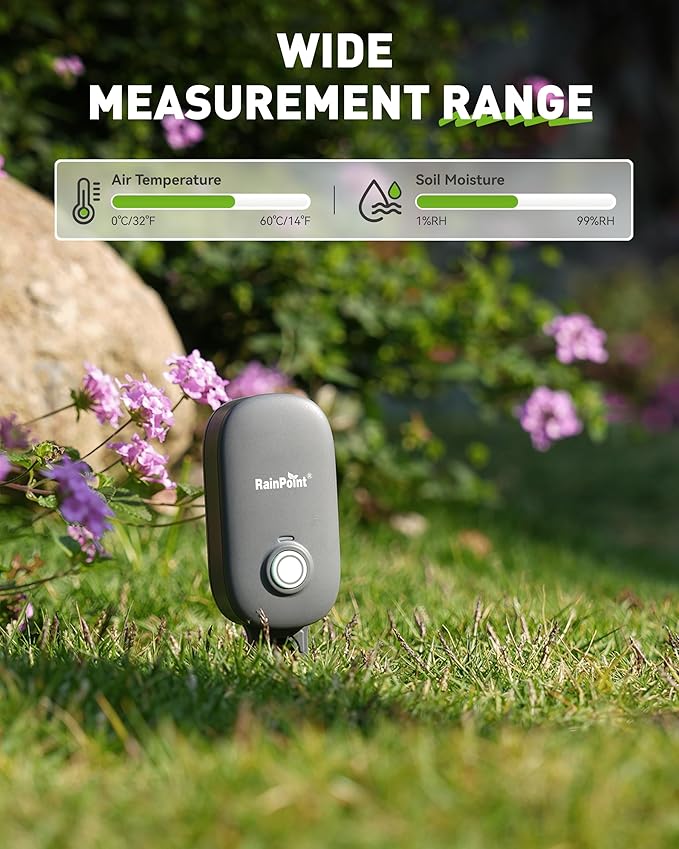 WIDE
MEASUREMENT RANGE
Air Temperature
0°C/32°F 60°C/14°F
Soil Moisture
1%RH 99%RH
RainPoint®